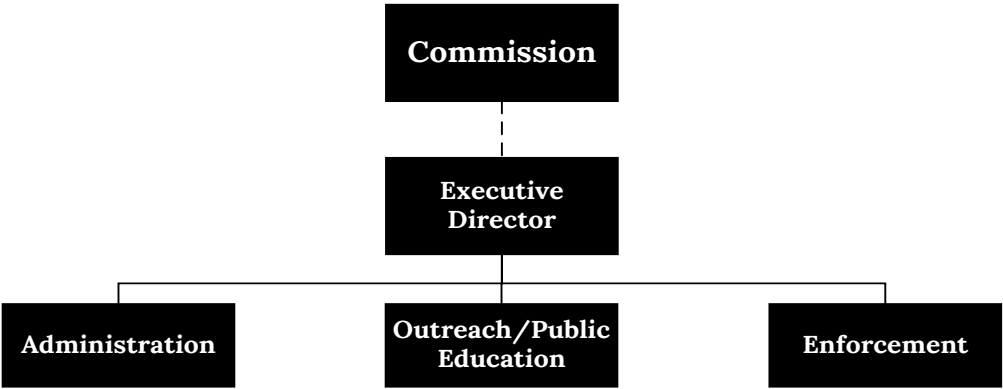 Commission
Executive
Director
Administration
Outreach/Public
Education
Enforcement